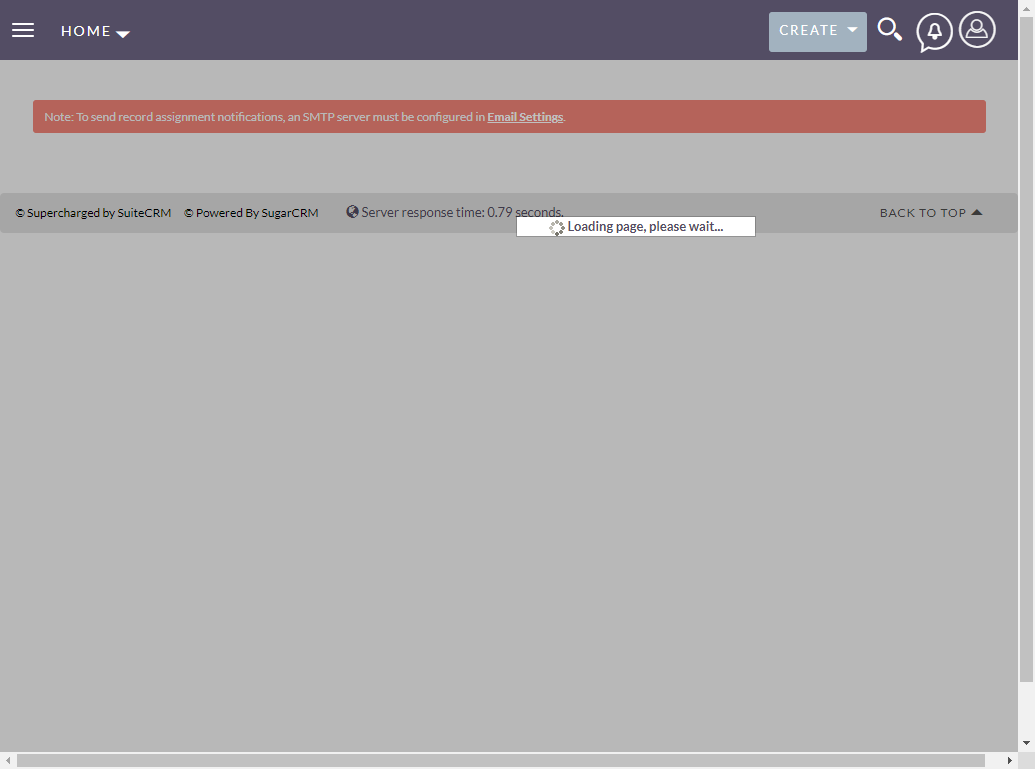 HOME
CREATE
Note: To send record assignment notifications, an SMTP server must be configured in Email Settings.
© Supercharged by SuiteCRM © Powered By SugarCRM Server response time: 0.79 seconds. BACK TO TOP
Loading page, please wait...